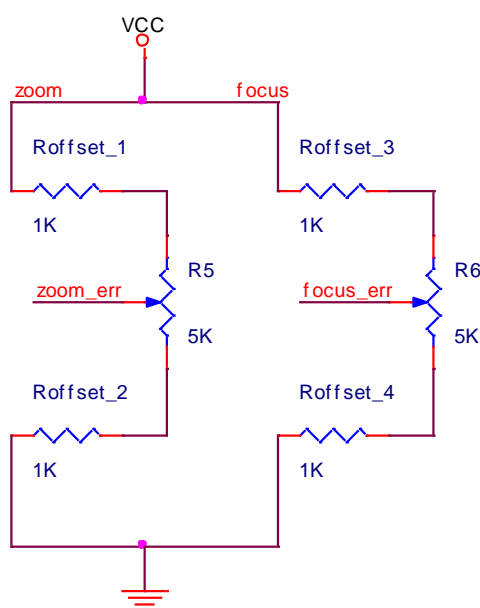 VCC
zoom
focus
Roffset_1
Roffset_3
1K
1K
R5
R6
zoom_err
focus_err
5K
5K
Roffset_2
Roffset_4
1K
1K